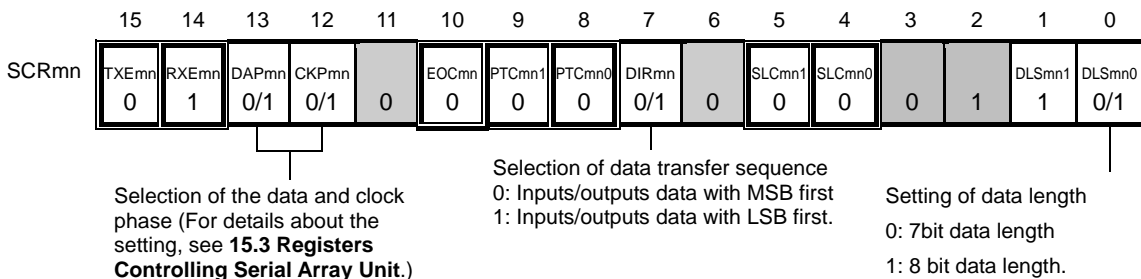 15 14 13 12 11 10 9 8 7 6 5 4 3 2 1 0
SCRmn TXEmn RXEmn DAPmn CKPmn EOCmn PTCmn1 PTCmn0 DIRmn SLCmn1 SLCmn0 DLSmn1 DLSmn0
0 1 0/1 0/1 0 0 0 0 0/1 0 0 0 0 1 1 0/1
Selection of the data and clock
phase (For details about the
setting, see 15.3 Registers
Controlling Serial Array Unit.)
Selection of data transfer sequence
0: Inputs/outputs data with MSB first
1: Inputs/outputs data with LSB first.
Setting of data length
0: 7bit data length
1: 8 bit data length.